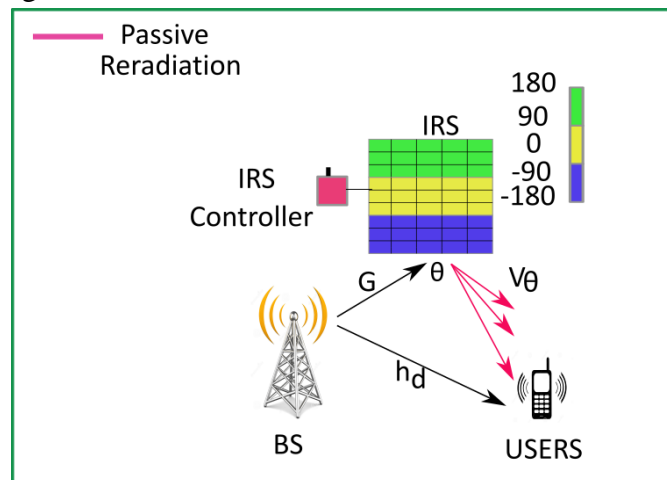 Passive
Reradiation
180
90
0
-90
-180
IRS
IRS
Controller
G
θ
Vθ
hd
BS
USERS